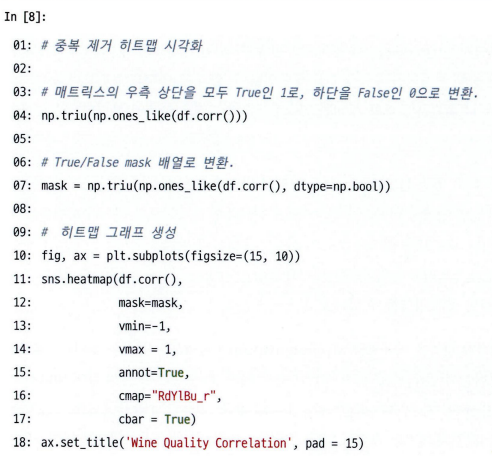 In [8]:
01: # 중복 제거 히트맵 시각화
02:
03: # 매트릭스의 우측 상단을 모두 True인 1로, 하단을 False인 0으로 변환.
04: np.triu(np.ones_like(df.corr()))
05:
06: # True/False mask 배열로 변환.
07: mask = np.triu(np.ones_like(df.corr(), dtype=np.bool))
08:
09: # 히트맵 그래프 생성
10: fig, ax = plt.subplots(figsize=(15, 10))
11: sns.heatmap(df.corr(),
12: mask=mask,
13: vmin=-1,
14: vmax = 1,
15: annot=True,
16: cmap="RdYlBu_r",
17: cbar = True)
18: ax.set_title('Wine Quality Correlation', pad = 15)